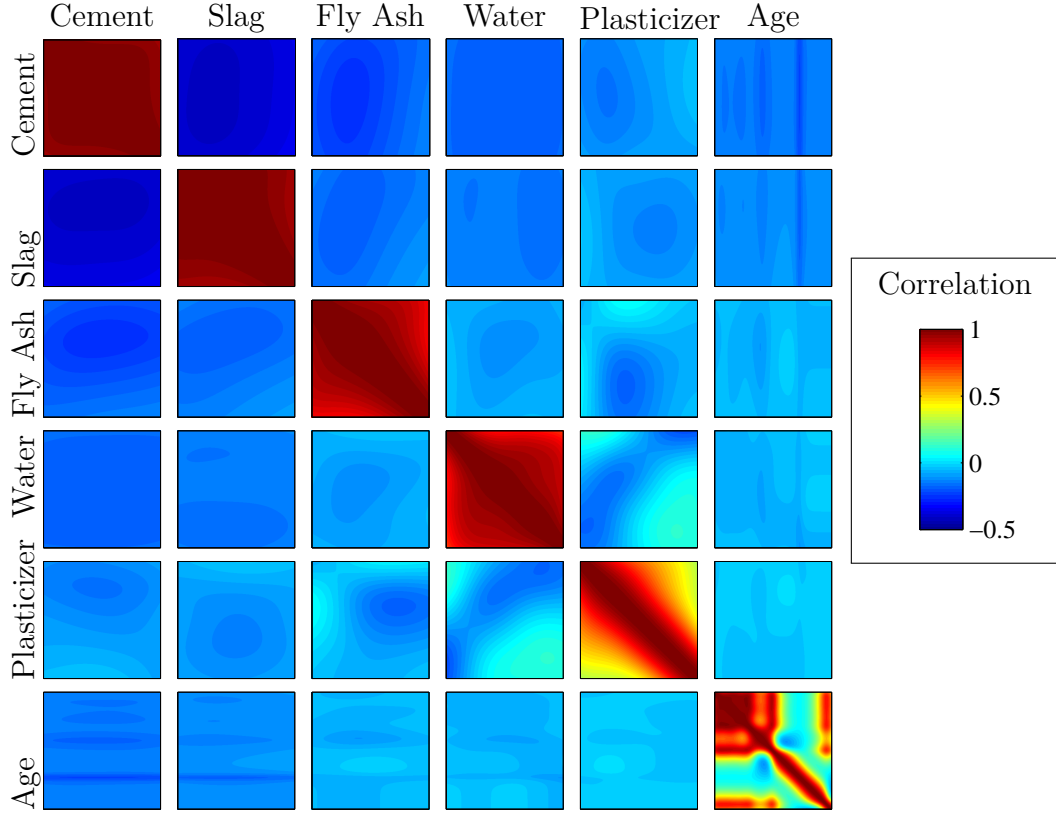 Cement Slag Fly Ash Water Plasticizer Age
Cement
Slag
Fly Ash
Water
Plasticizer
Age
Correlation
1
0.5
0
−0.5